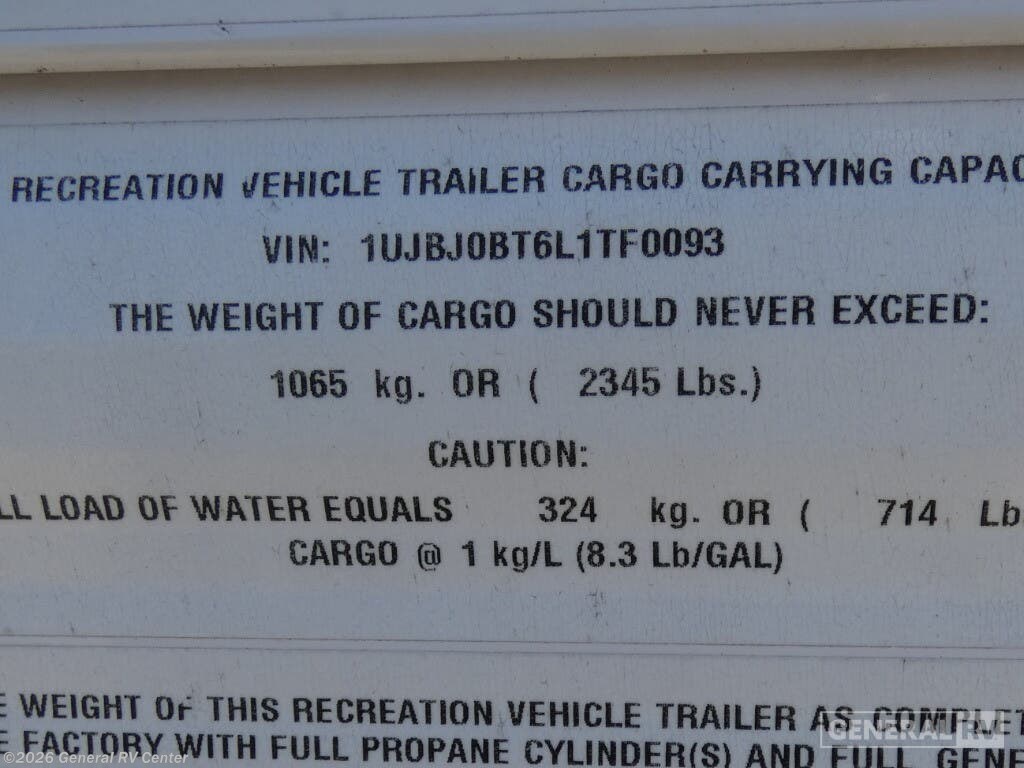 RECREATION VEHICLE TRAILER CARGO CARRYING CAPAC
VIN: 1UJBJ0BT6L1TF0093
THE WEIGHT OF CARGO SHOULD NEVER EXCEED:
1065 kg. OR ( 2345 Lbs.)
CAUTION:
LL LOAD OF WATER EQUALS 324 kg. OR ( 714 Lb
CARGO @ 1 kg/L (8.3 Lb/GAL)
E WEIGHT OF THIS RECREATION VEHICLE TRAILER AS COMPLET
E FACTORY WITH FULL PROPANE CYLINDER(S) AND FULL GENE
GENERAL RV
©2026 General RV Center